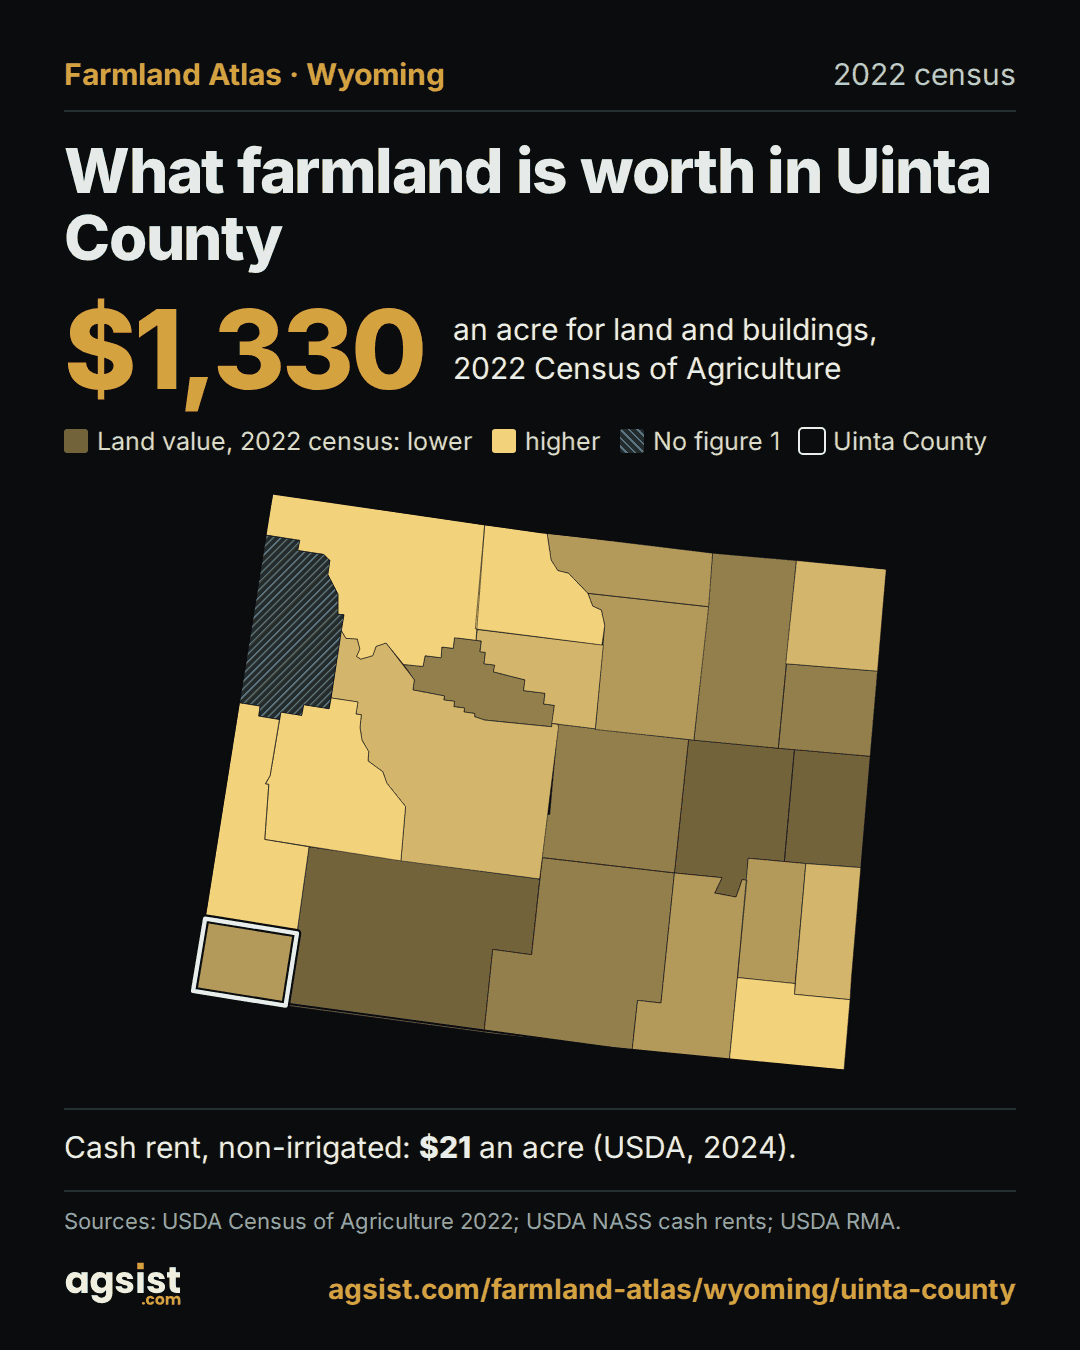 Farmland Atlas · Wyoming
2022 census
What farmland is worth in Uinta
County
$1,330
an acre for land and buildings,
2022 Census of Agriculture
Land value, 2022 census: lower higher No figure 1 Uinta County
Cash rent, non-irrigated: $21 an acre (USDA, 2024).
Sources: USDA Census of Agriculture 2022; USDA NASS cash rents; USDA RMA.
agsist
.com
agsist.com/farmland-atlas/wyoming/uinta-county